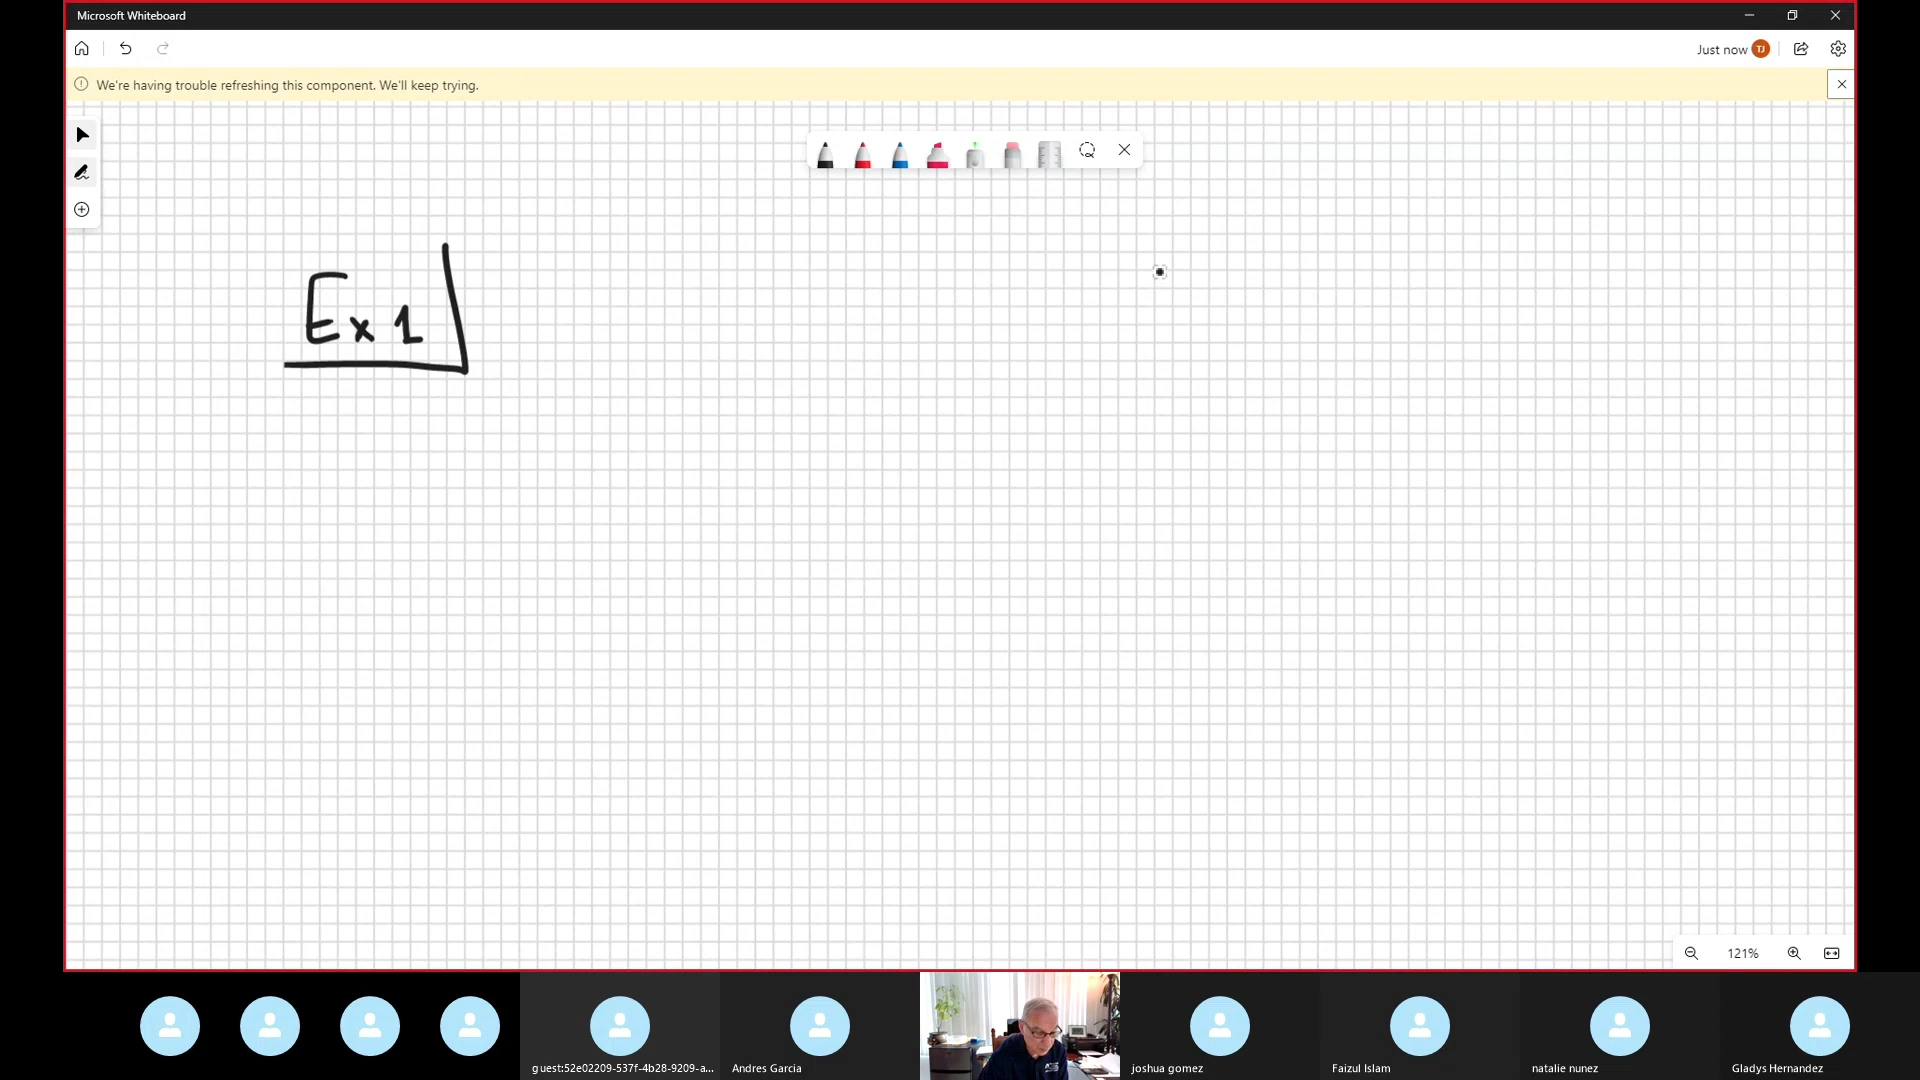 Microsoft Whiteboard
Just now TJ
We're having trouble refreshing this component. We'll keep trying.
Ex 1
121%
guest:52e02209-537f-4b28-9209-a...
Andres Garcia
joshua gomez
Faizul Islam
natalie nunez
Gladys Hernandez